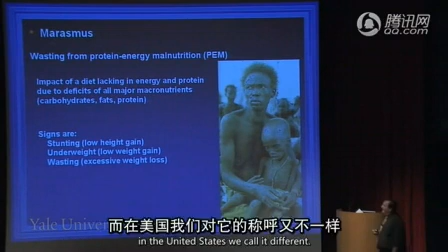 腾讯网
QQ.com
• Marasmus
Wasting from protein-energy malnutrition (PEM)
Impact of a diet lacking in energy and protein
due to deficits of all major macronutrients
(carbohydrates, fats, protein)
Signs are:
Stunting (low height gain)
Underweight (low weight gain)
Wasting (excessive weight loss)
Yale Univer
而在美国我们对它的称呼又不一样
in the United States we call it different.